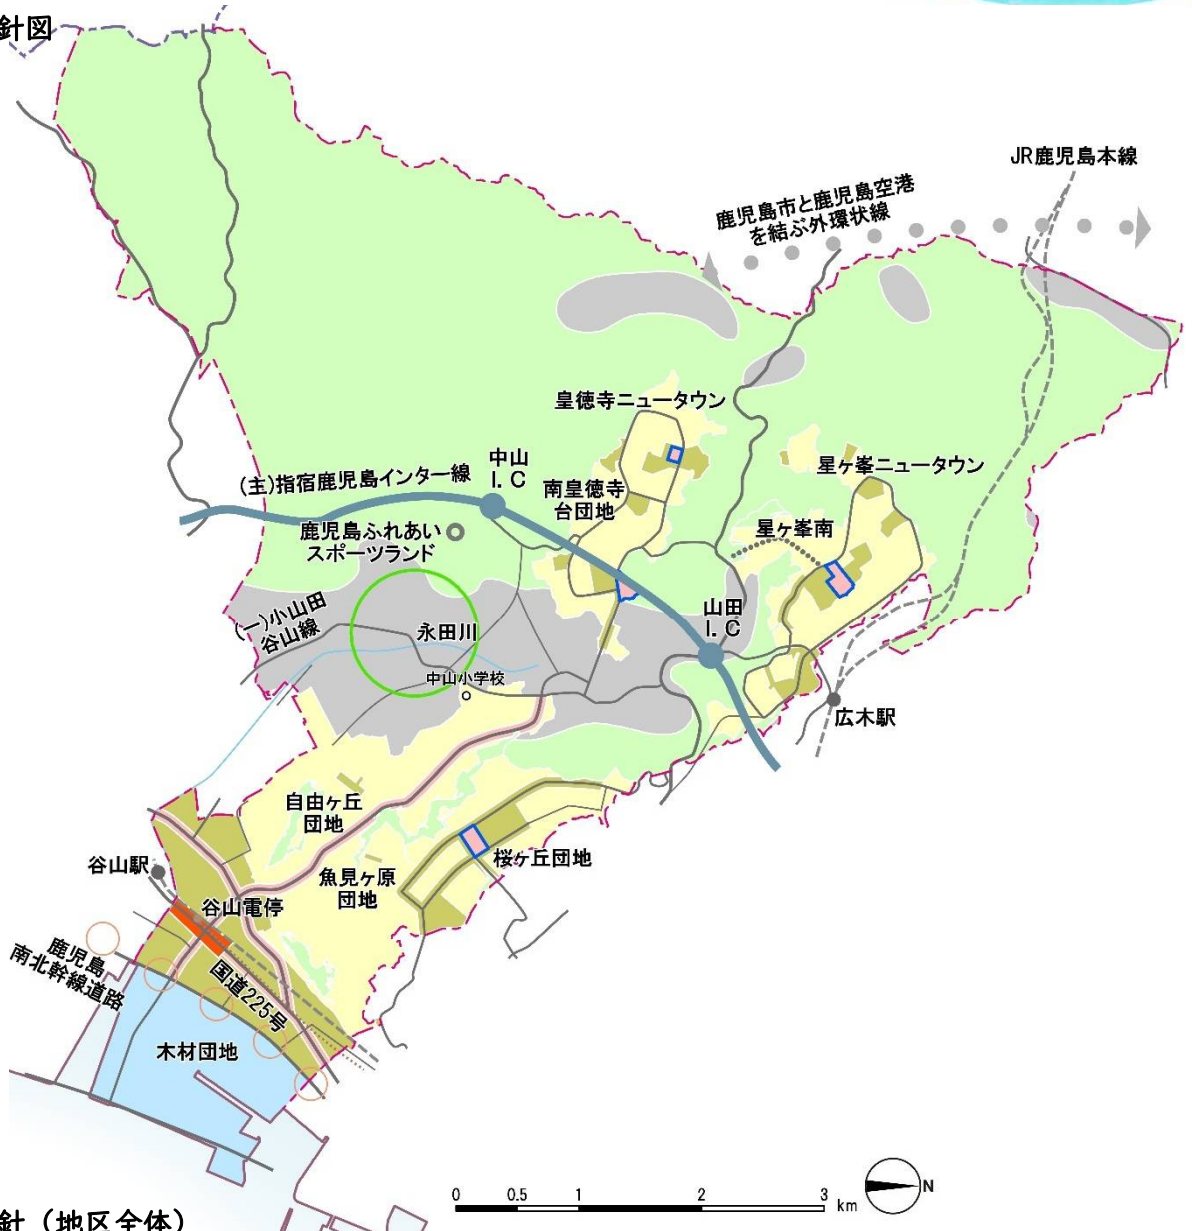 針図
JR鹿児島本線
鹿児島市と鹿児島空港
を結ぶ外環状線
皇徳寺ニュータウン
中山
I.C
(主)指宿鹿児島インター線
南皇徳寺
台団地
星ヶ峯ニュータウン
鹿児島ふれあい
スポーツランド
星ヶ峯南
(一)小山田
谷山線
永田川
山田
I.C
中山小学校
広木駅
自由ヶ丘
団地
桜ヶ丘団地
谷山駅
魚見ヶ原
団地
谷山電停
鹿児島
南北幹線道路
国道225号
木材団地
0 0.5 1 2 3 km
N
針(地区全体)